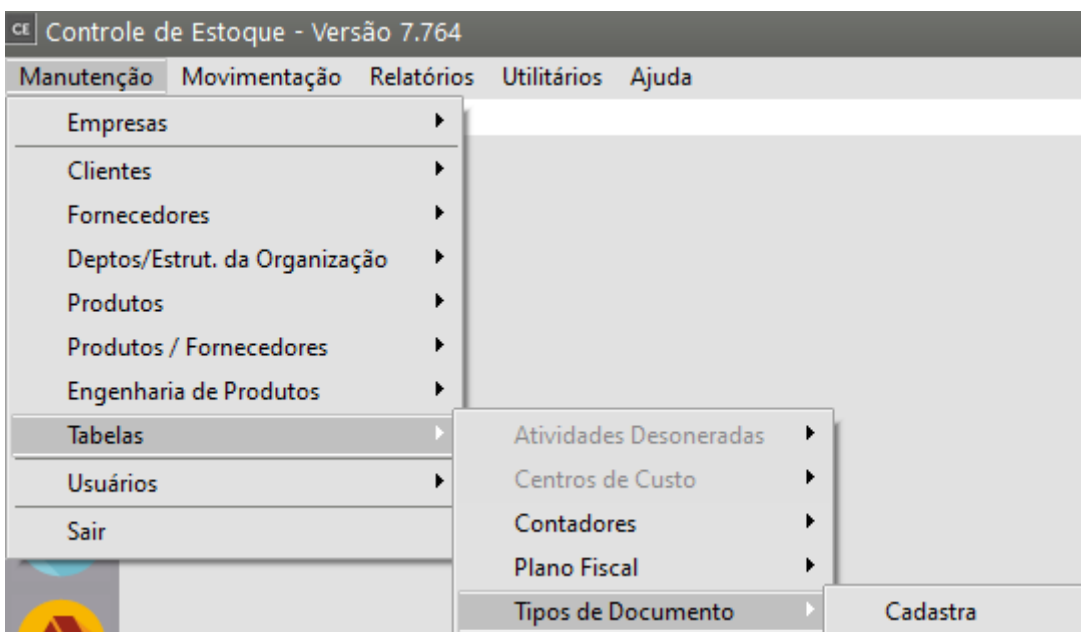 CE Controle de Estoque - Versão 7.764
Manutenção Movimentação Relatórios Utilitários Ajuda
Empresas
Clientes
Fornecedores
Deptos/Estrut. da Organização
Produtos
Produtos / Fornecedores
Engenharia de Produtos
Tabelas
Usuários
Sair
Atividades Desoneradas
Centros de Custo
Contadores
Plano Fiscal
Tipos de Documento
Cadastra